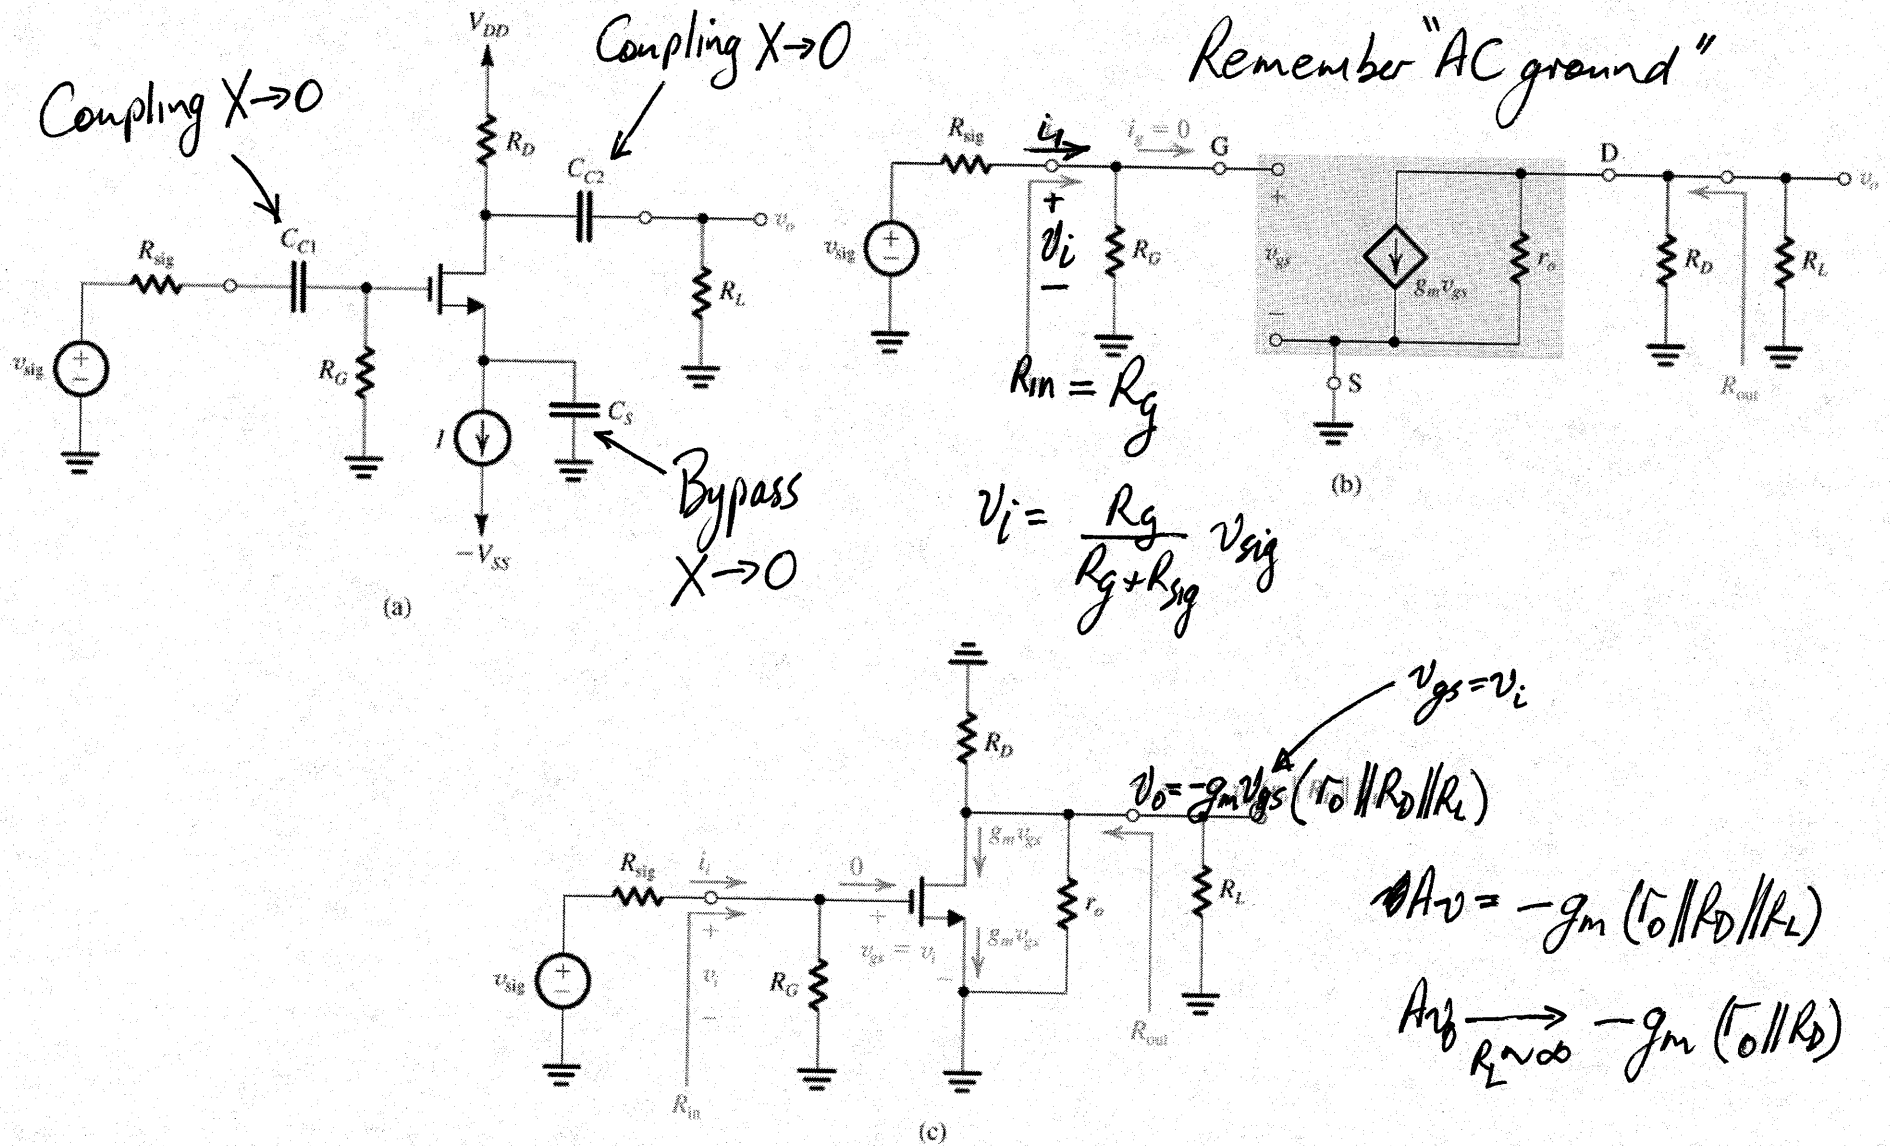 Coupling X→0
Coupling X→0
Remember "AC ground"
V_DD
R_D
C_C2
v_o
R_L
C_C1
R_sig
v_sig
+
−
R_G
I
C_S
Bypass
X→0
−V_SS
(a)
R_sig
i_i
i_g = 0
G
v_sig
+
−
+
v_i
−
R_G
+
v_gs
−
g_m v_gs
r_o
S
D
R_D
R_L
v_o
R_out
R_in = R_g
(b)
v_i = R_g / (R_g + R_sig) v_sig
v_gs = v_i
R_D
v_o = −g_m v_gs (r_o || R_D || R_L)
g_m v_gs
R_sig
i_i
0
r_o
R_L
+
v_gs = v_i
−
g_m v_gs
v_sig
+
−
+
v_i
−
R_G
R_out
R_in
(c)
A_v = −g_m (r_o || R_D || R_L)
A_vo → −g_m (r_o || R_D)
R_L ~ ∞